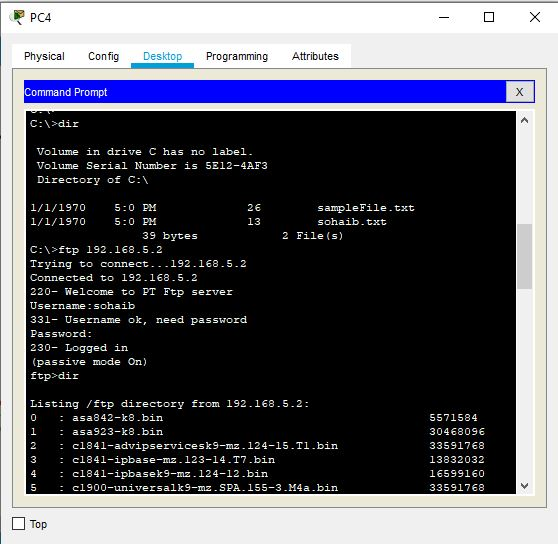 PC4
Physical Config Desktop Programming Attributes
Command Prompt X
C:\>dir
Volume in drive C has no label.
Volume Serial Number is 5E12-4AF3
Directory of C:\
1/1/1970 5:0 PM 26 sampleFile.txt
1/1/1970 5:0 PM 13 sohaib.txt
39 bytes 2 File(s)
C:\>ftp 192.168.5.2
Trying to connect...192.168.5.2
Connected to 192.168.5.2
220- Welcome to PT Ftp server
Username:sohaib
331- Username ok, need password
Password:
230- Logged in
(passive mode On)
ftp>dir
Listing /ftp directory from 192.168.5.2:
0 : asa842-k8.bin 5571584
1 : asa923-k8.bin 30468096
2 : c1841-advipservicesk9-mz.124-15.T1.bin 33591768
3 : c1841-ipbase-mz.123-14.T7.bin 13832032
4 : c1841-ipbasek9-mz.124-12.bin 16599160
5 : c1900-universalk9-mz.SPA.155-3.M4a.bin 33591768
Top